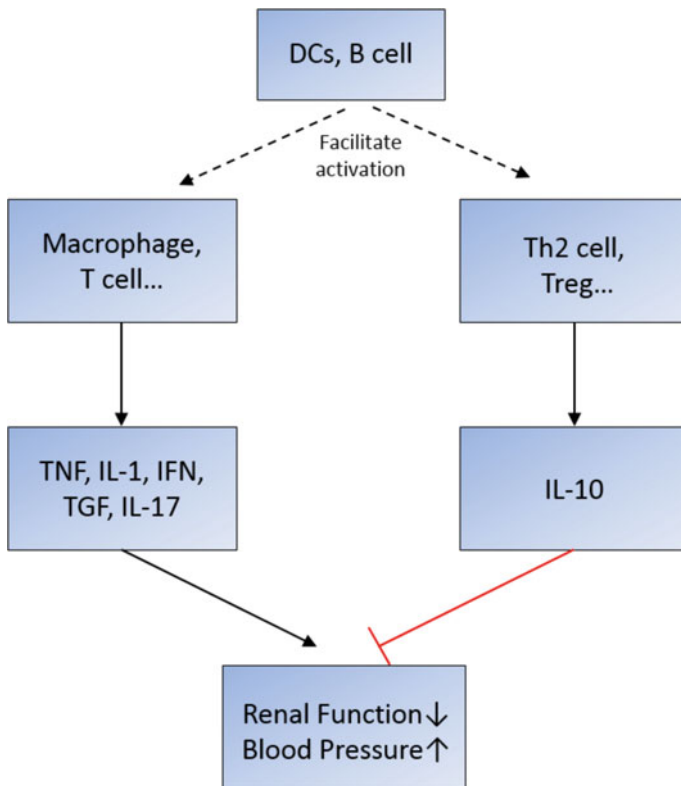 DCs, B cell
Facilitate
activation
Macrophage,
T cell...
Th2 cell,
Treg...
TNF, IL-1, IFN,
TGF, IL-17
IL-10
Renal Function↓
Blood Pressure↑